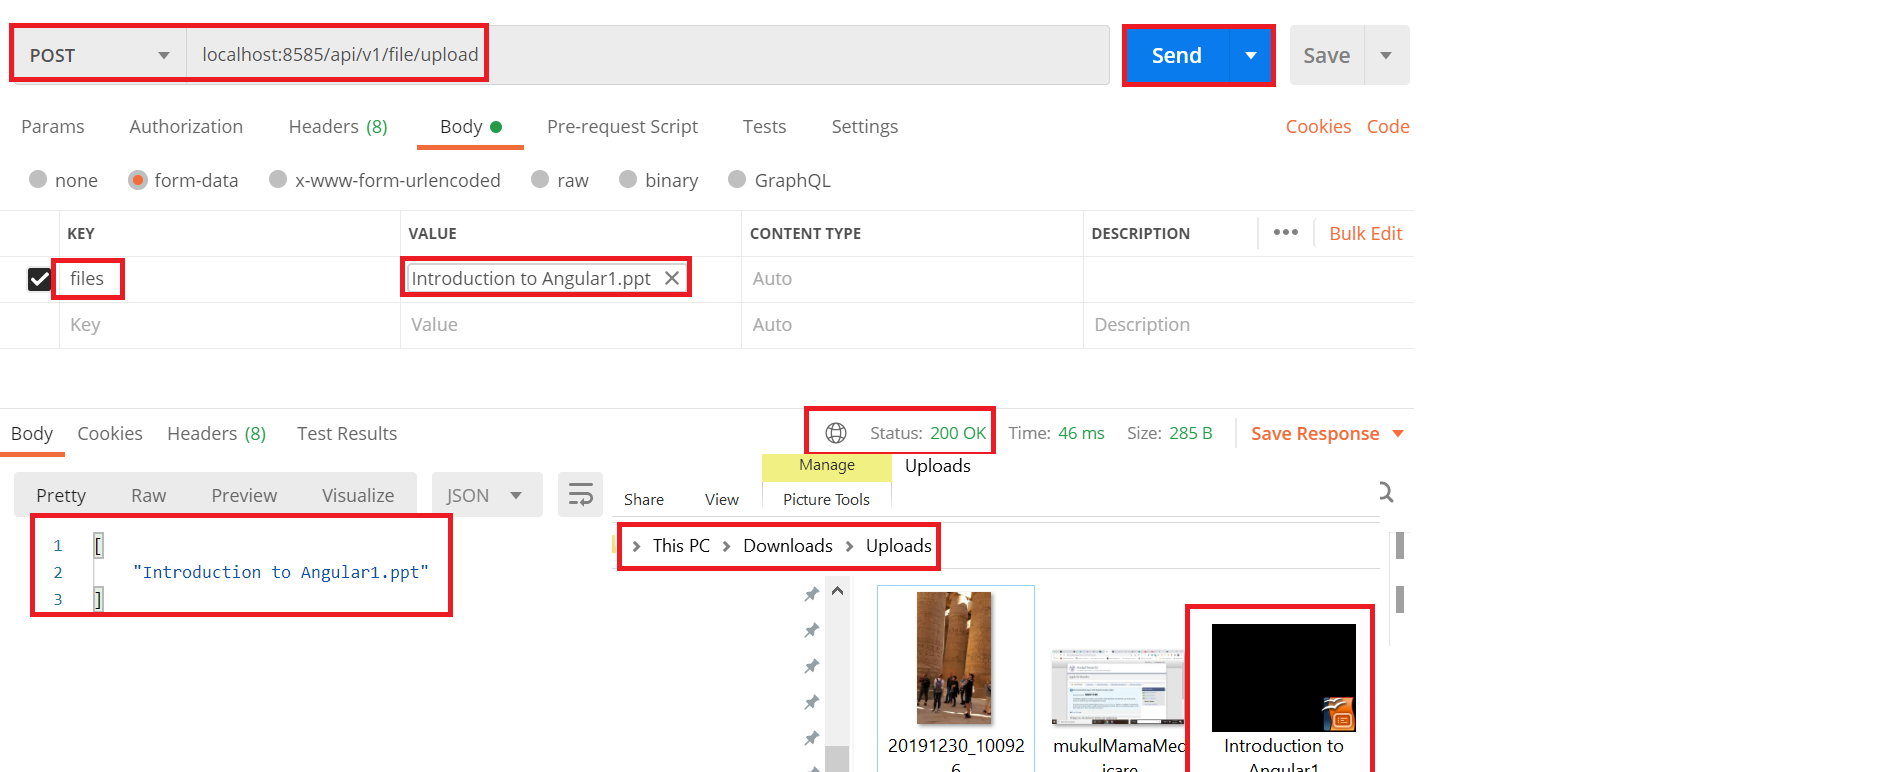 POST localhost:8585/api/v1/file/upload Send Save
Params Authorization Headers (8) Body Pre-request Script Tests Settings Cookies Code
none form-data x-www-form-urlencoded raw binary GraphQL
KEY VALUE CONTENT TYPE DESCRIPTION ••• Bulk Edit
files Introduction to Angular1.ppt Auto
Key Value Auto Description
Body Cookies Headers (8) Test Results Status: 200 OK Time: 46 ms Size: 285 B Save Response
Manage Uploads
Pretty Raw Preview Visualize JSON
Share View Picture Tools
1 [
2 "Introduction to Angular1.ppt"
3 ]
This PC Downloads Uploads
20191230_10092
6
mukulMamaMed
icare
Introduction to
Angular1